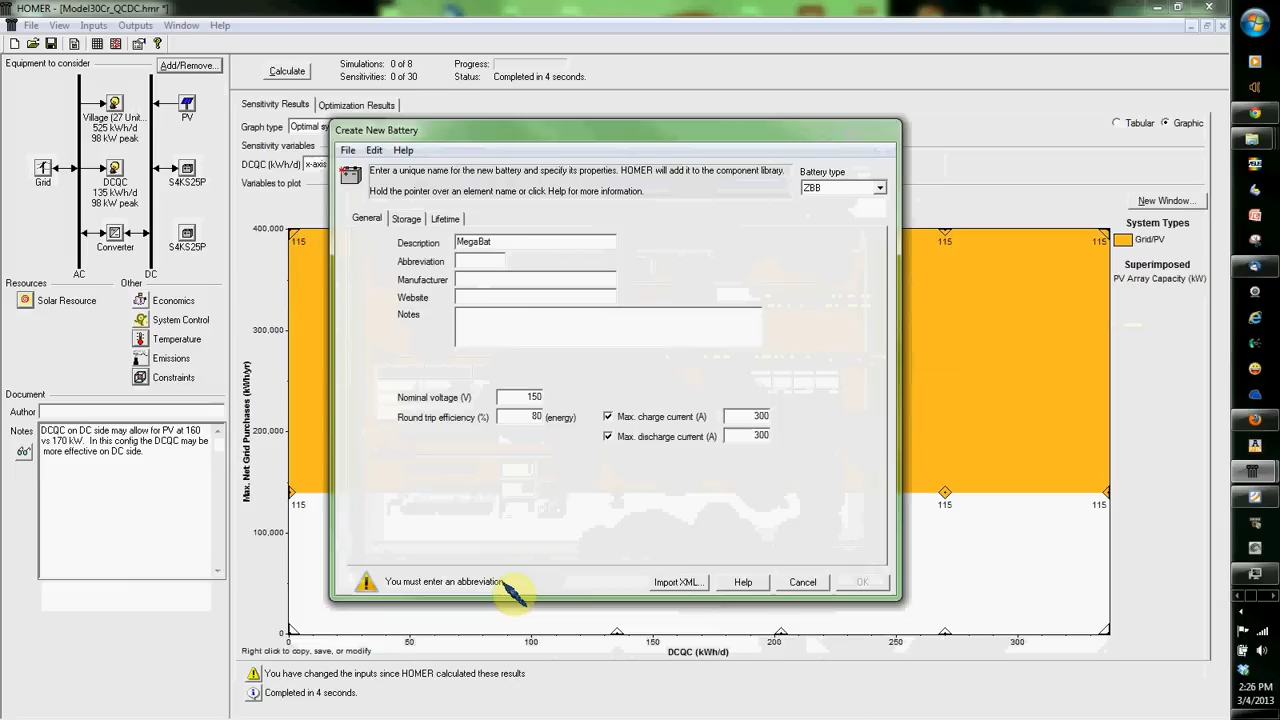 HOMER - [Model30Cr_QCDC.hmr *]
File View Inputs Outputs Window Help
Equipment to consider
Add/Remove...
Village (27 Unit...
525 kWh/d
98 kW peak
PV
Grid
DCQC
135 kWh/d
98 kW peak
S4KS25P
Converter
S4KS25P
AC
DC
Resources
Other
Solar Resource
Economics
System Control
Temperature
Emissions
Constraints
Document
Author
Notes
DCQC on DC side may allow for PV at 160
vs 170 kW. In this config the DCQC may be
more effective on DC side.
Calculate
Simulations: 0 of 8
Sensitivities: 0 of 30
Progress:
Status: Completed in 4 seconds.
Sensitivity Results
Optimization Results
Graph type
Optimal sy
Tabular
Graphic
Sensitivity variables
DCQC (kWh/d)
x-axis
Variables to plot
New Window...
Create New Battery
File Edit Help
Enter a unique name for the new battery and specify its properties. HOMER will add it to the component library.
Hold the pointer over an element name or click Help for more information.
Battery type
ZBB
General Storage Lifetime
Description MegaBat
Abbreviation
Manufacturer
Website
Notes
Nominal voltage (V) 150
Round trip efficiency (%) 80 (energy)
Max. charge current (A) 300
Max. discharge current (A) 300
You must enter an abbreviation
Import XML...
Help
Cancel
OK
System Types
Grid/PV
Superimposed
PV Array Capacity (kW)
Max. Net Grid Purchases (kWh/yr)
400,000
300,000
200,000
100,000
0
115
115
115
115
115
115
0
50
100
150
200
250
300
DCQC (kWh/d)
Right click to copy, save, or modify
You have changed the inputs since HOMER calculated these results
Completed in 4 seconds.
2:26 PM
3/4/2013